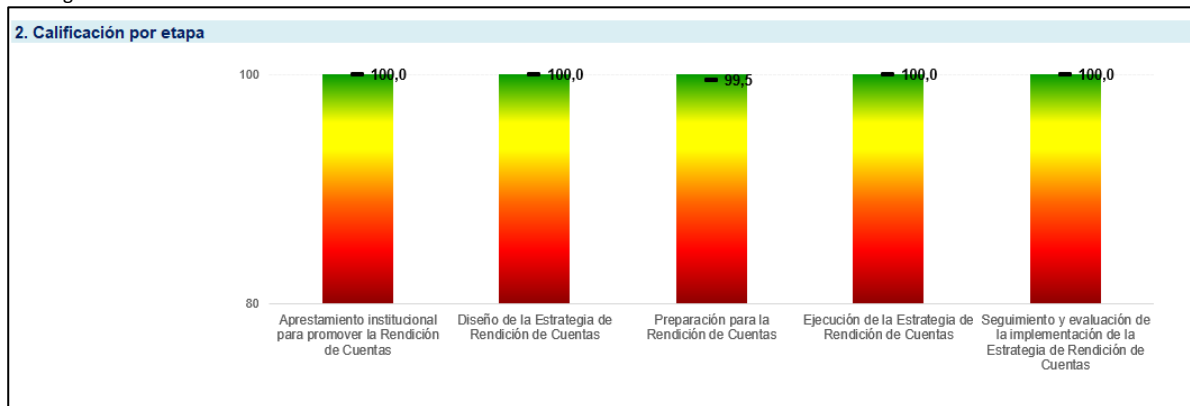 2. Calificación por etapa
100
100,0
100,0
99,5
100,0
100,0
80
Aprestamiento institucional
para promover la Rendición
de Cuentas
Diseño de la Estrategia de
Rendición de Cuentas
Preparación para la
Rendición de Cuentas
Ejecución de la Estrategia de
Rendición de Cuentas
Seguimiento y evaluación de
la implementación de la
Estrategia de Rendición de
Cuentas